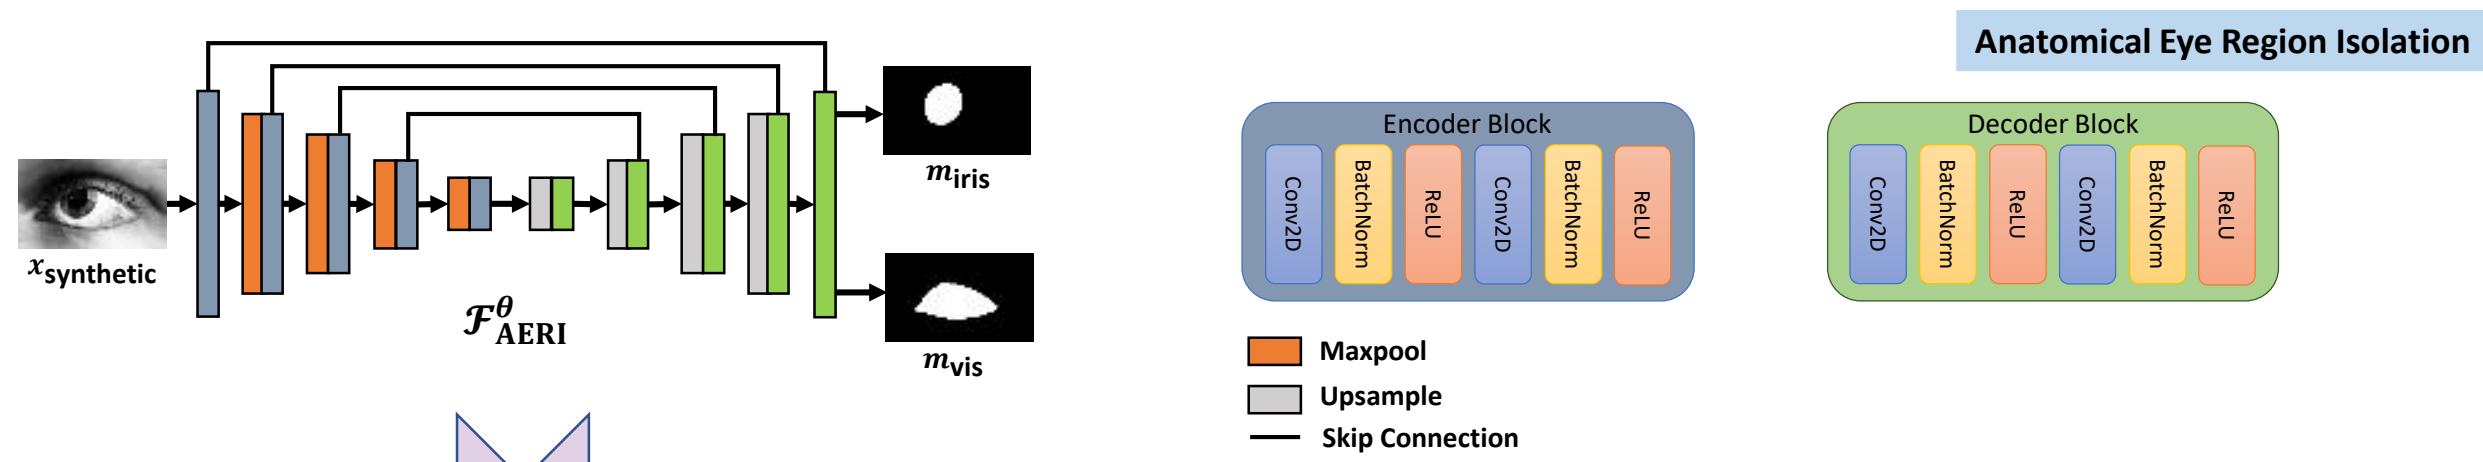 Anatomical Eye Region Isolation
x_synthetic
ℱ^θ_AERI
m_iris
m_vis
Encoder Block
Conv2D
BatchNorm
ReLU
Conv2D
BatchNorm
ReLU
Decoder Block
Conv2D
BatchNorm
ReLU
Conv2D
BatchNorm
ReLU
Maxpool
Upsample
Skip Connection